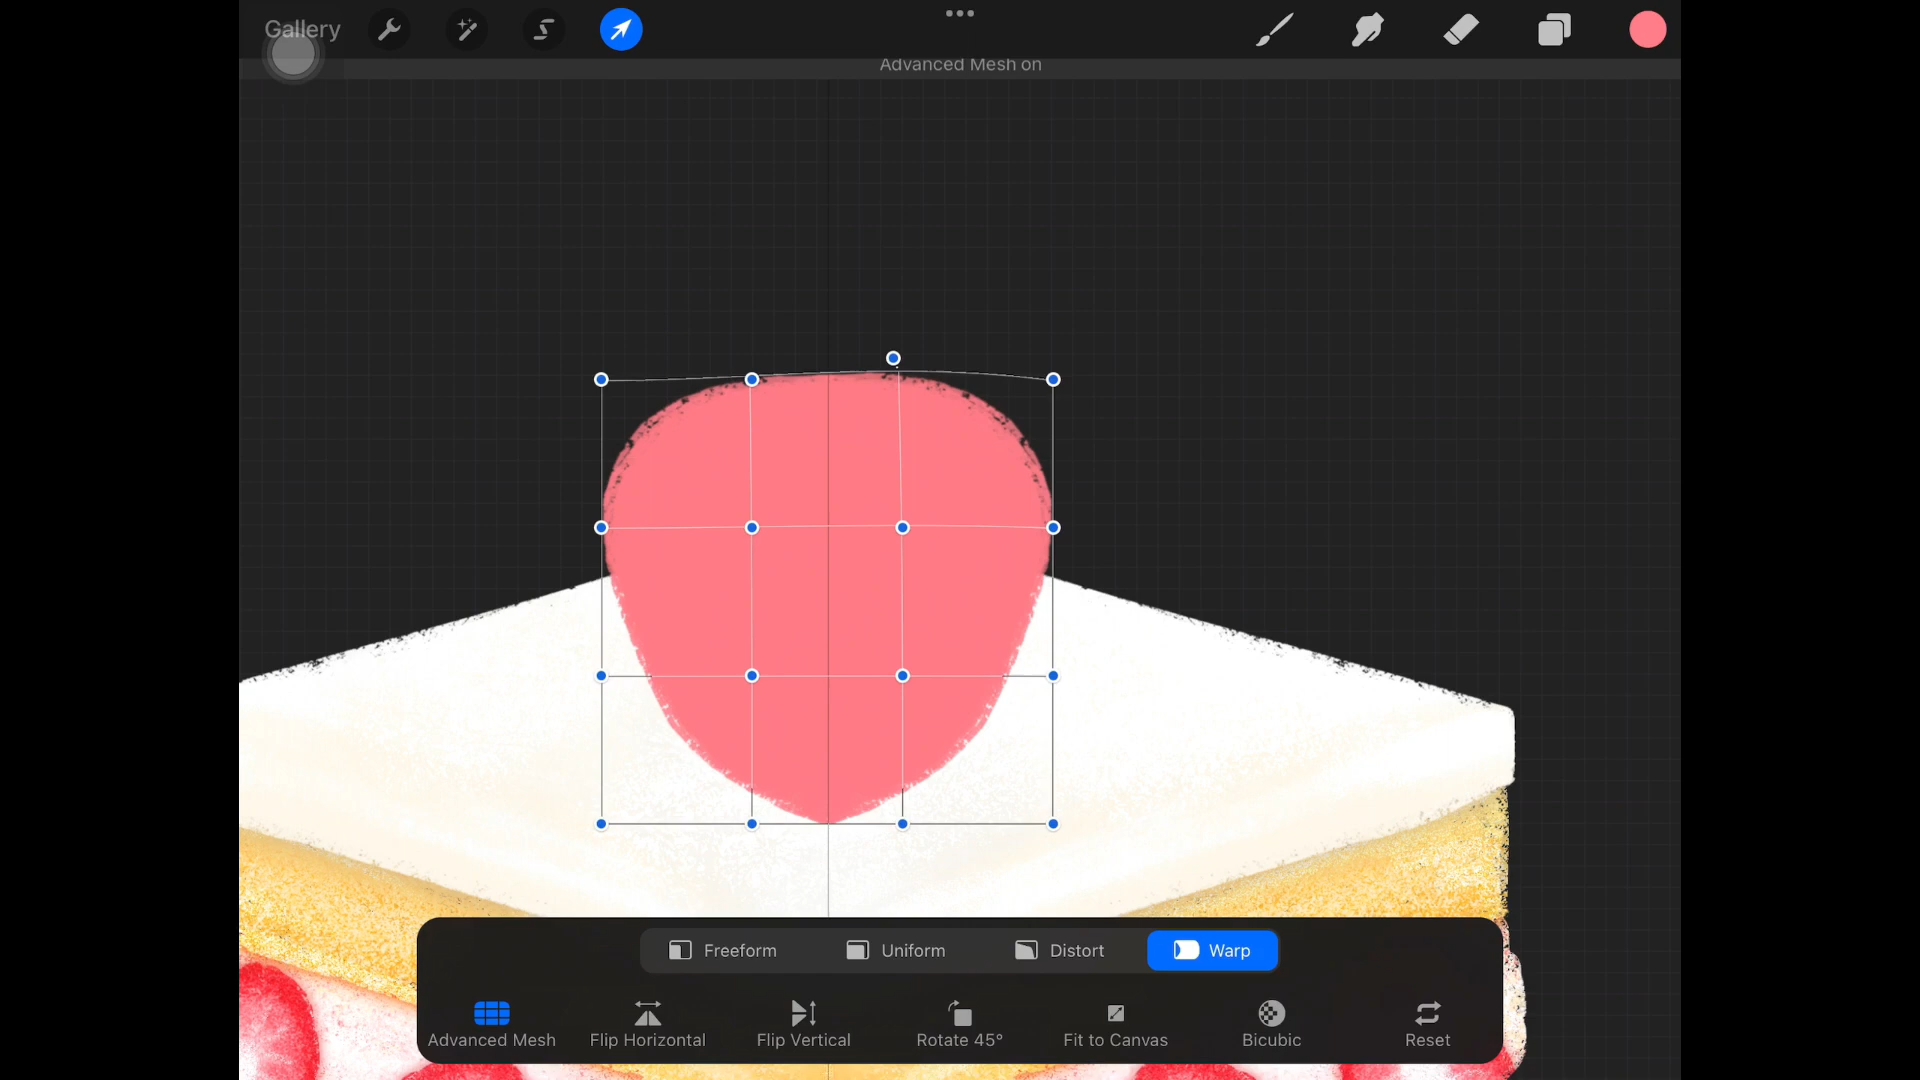 Gallery
Advanced Mesh on
Freeform
Uniform
Distort
Warp
Advanced Mesh
Flip Horizontal
Flip Vertical
Rotate 45°
Fit to Canvas
Bicubic
Reset